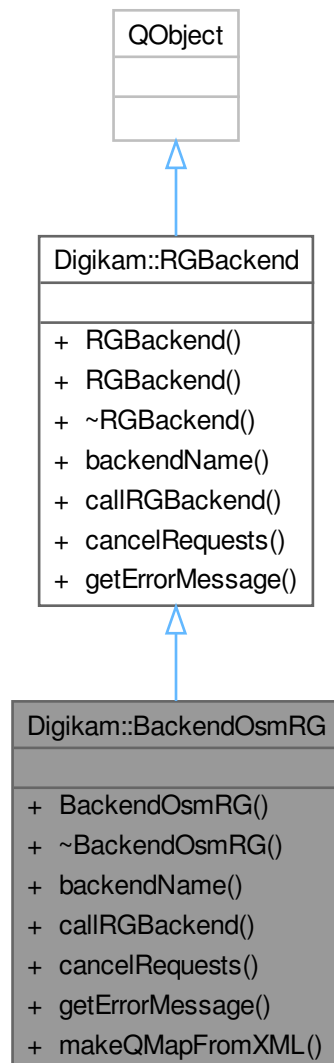 QObject
Digikam::RGBackend
+ RGBackend()
+ RGBackend()
+ ~RGBackend()
+ backendName()
+ callRGBackend()
+ cancelRequests()
+ getErrorMessage()
Digikam::BackendOsmRG
+ BackendOsmRG()
+ ~BackendOsmRG()
+ backendName()
+ callRGBackend()
+ cancelRequests()
+ getErrorMessage()
+ makeQMapFromXML()